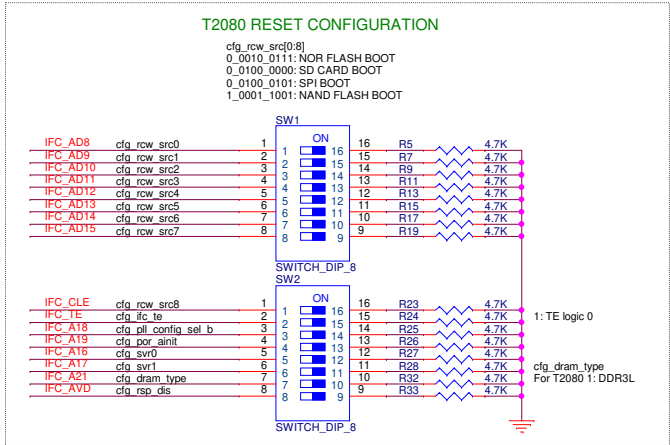 T2080 RESET CONFIGURATION
cfg_rcw_src[0:8]
0_0010_0111: NOR FLASH BOOT
0_0100_0000: SD CARD BOOT
0_0100_0101: SPI BOOT
1_0001_1001: NAND FLASH BOOT
SW1
ON
IFC_AD8 cfg_rcw_src0 1 1 16 16 R5 4.7K
IFC_AD9 cfg_rcw_src1 2 2 15 15 R7 4.7K
IFC_AD10 cfg_rcw_src2 3 3 14 14 R9 4.7K
IFC_AD11 cfg_rcw_src3 4 4 13 13 R11 4.7K
IFC_AD12 cfg_rcw_src4 5 5 12 12 R13 4.7K
IFC_AD13 cfg_rcw_src5 6 6 11 11 R15 4.7K
IFC_AD14 cfg_rcw_src6 7 7 10 10 R17 4.7K
IFC_AD15 cfg_rcw_src7 8 8 9 9 R19 4.7K
SWITCH_DIP_8
SW2
ON
IFC_CLE cfg_rcw_src8 1 1 16 16 R23 4.7K
IFC_TE cfg_ifc_te 2 2 15 15 R24 4.7K 1: TE logic 0
IFC_A18 cfg_pll_config_sel_b 3 3 14 14 R25 4.7K
IFC_A19 cfg_por_ainit 4 4 13 13 R26 4.7K
IFC_A16 cfg_svr0 5 5 12 12 R27 4.7K
IFC_A17 cfg_svr1 6 6 11 11 R28 4.7K cfg_dram_type
IFC_A21 cfg_dram_type 7 7 10 10 R32 4.7K For T2080 1: DDR3L
IFC_AVD cfg_rsp_dis 8 8 9 9 R33 4.7K
SWITCH_DIP_8